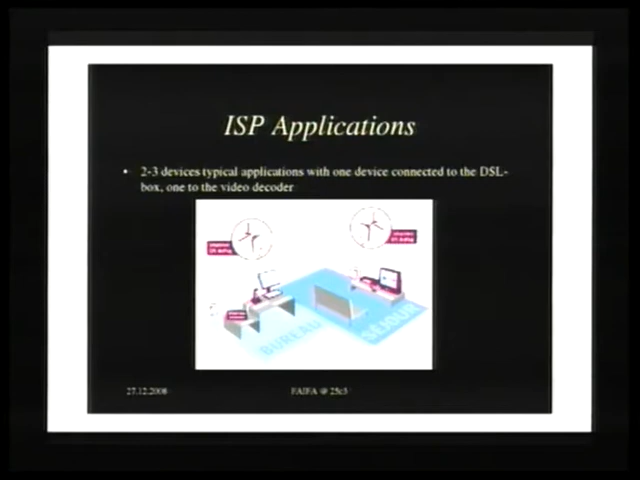 ISP Applications
• 2-3 devices typical applications with one device connected to the DSL-
box, one to the video decoder
BUREAU
SÉJOUR
27.12.2008
FAIFA @ 25c3